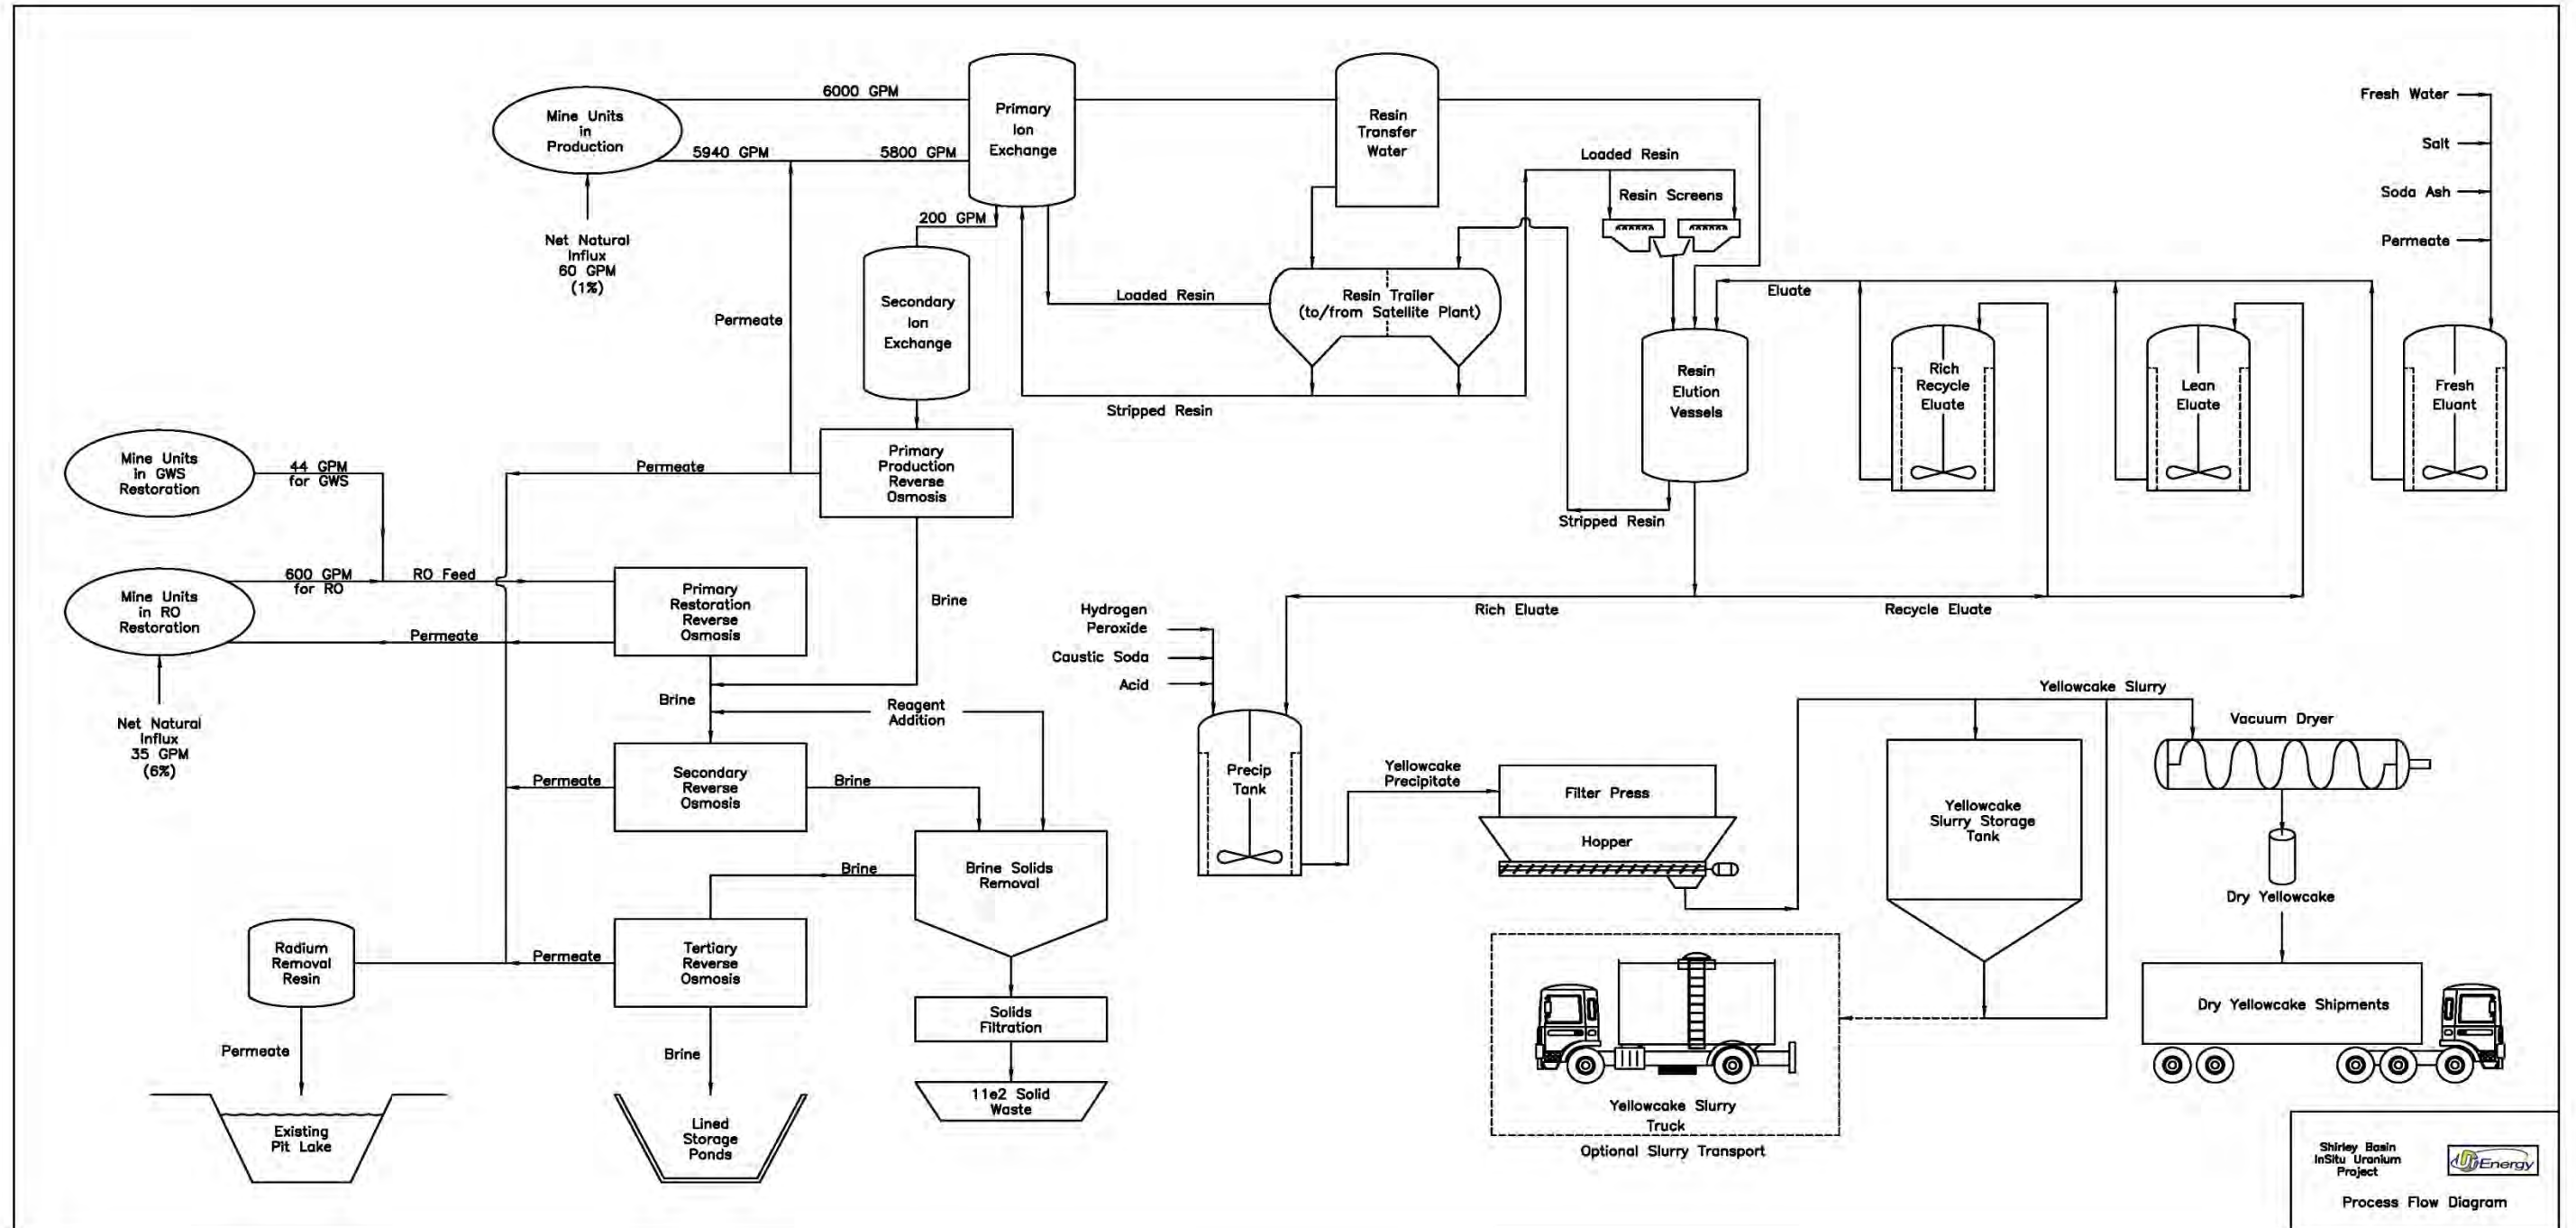 6000 GPM
Mine Units
in
Production
5940 GPM
5800 GPM
Primary
Ion
Exchange
Resin
Transfer
Water
Fresh Water
Salt
Soda Ash
Permeate
Loaded Resin
Resin Screens
200 GPM
Net Natural
Influx
60 GPM
(1%)
Secondary
Ion
Exchange
Permeate
Loaded Resin
Resin Trailer
(to/from Satellite Plant)
Stripped Resin
Eluate
Resin
Elution
Vessels
Rich
Recycle
Eluate
Lean
Eluate
Fresh
Eluant
Mine Units
in GWS
Restoration
44 GPM
for GWS
Permeate
Primary
Production
Reverse
Osmosis
Stripped Resin
Mine Units
in RO
Restoration
600 GPM
for RO
RO Feed
Permeate
Primary
Restoration
Reverse
Osmosis
Brine
Rich Eluate
Recycle Eluate
Hydrogen
Peroxide
Caustic Soda
Acid
Net Natural
Influx
35 GPM
(6%)
Brine
Reagent
Addition
Permeate
Secondary
Reverse
Osmosis
Brine
Precip
Tank
Yellowcake
Precipitate
Filter Press
Hopper
Yellowcake Slurry
Yellowcake
Slurry Storage
Tank
Vacuum Dryer
Dry Yellowcake
Dry Yellowcake Shipments
Brine
Brine Solids
Removal
Radium
Removal
Resin
Permeate
Tertiary
Reverse
Osmosis
Solids
Filtration
Permeate
Brine
11e2 Solid
Waste
Existing
Pit Lake
Lined
Storage
Ponds
Yellowcake Slurry
Truck
Optional Slurry Transport
Shirley Basin
InSitu Uranium
Project
Ur Energy
Process Flow Diagram